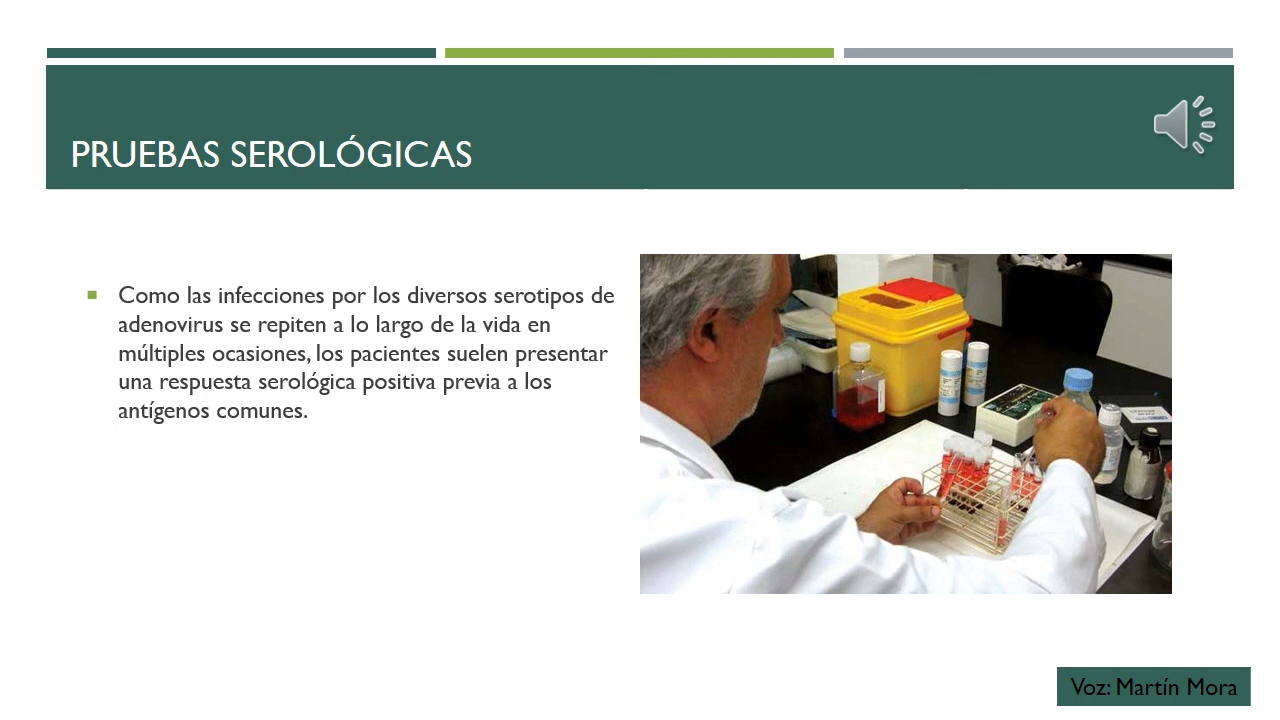 PRUEBAS SEROLÓGICAS
Como las infecciones por los diversos serotipos de
adenovirus se repiten a lo largo de la vida en
múltiples ocasiones, los pacientes suelen presentar
una respuesta serológica positiva previa a los
antígenos comunes.
Voz: Martín Mora